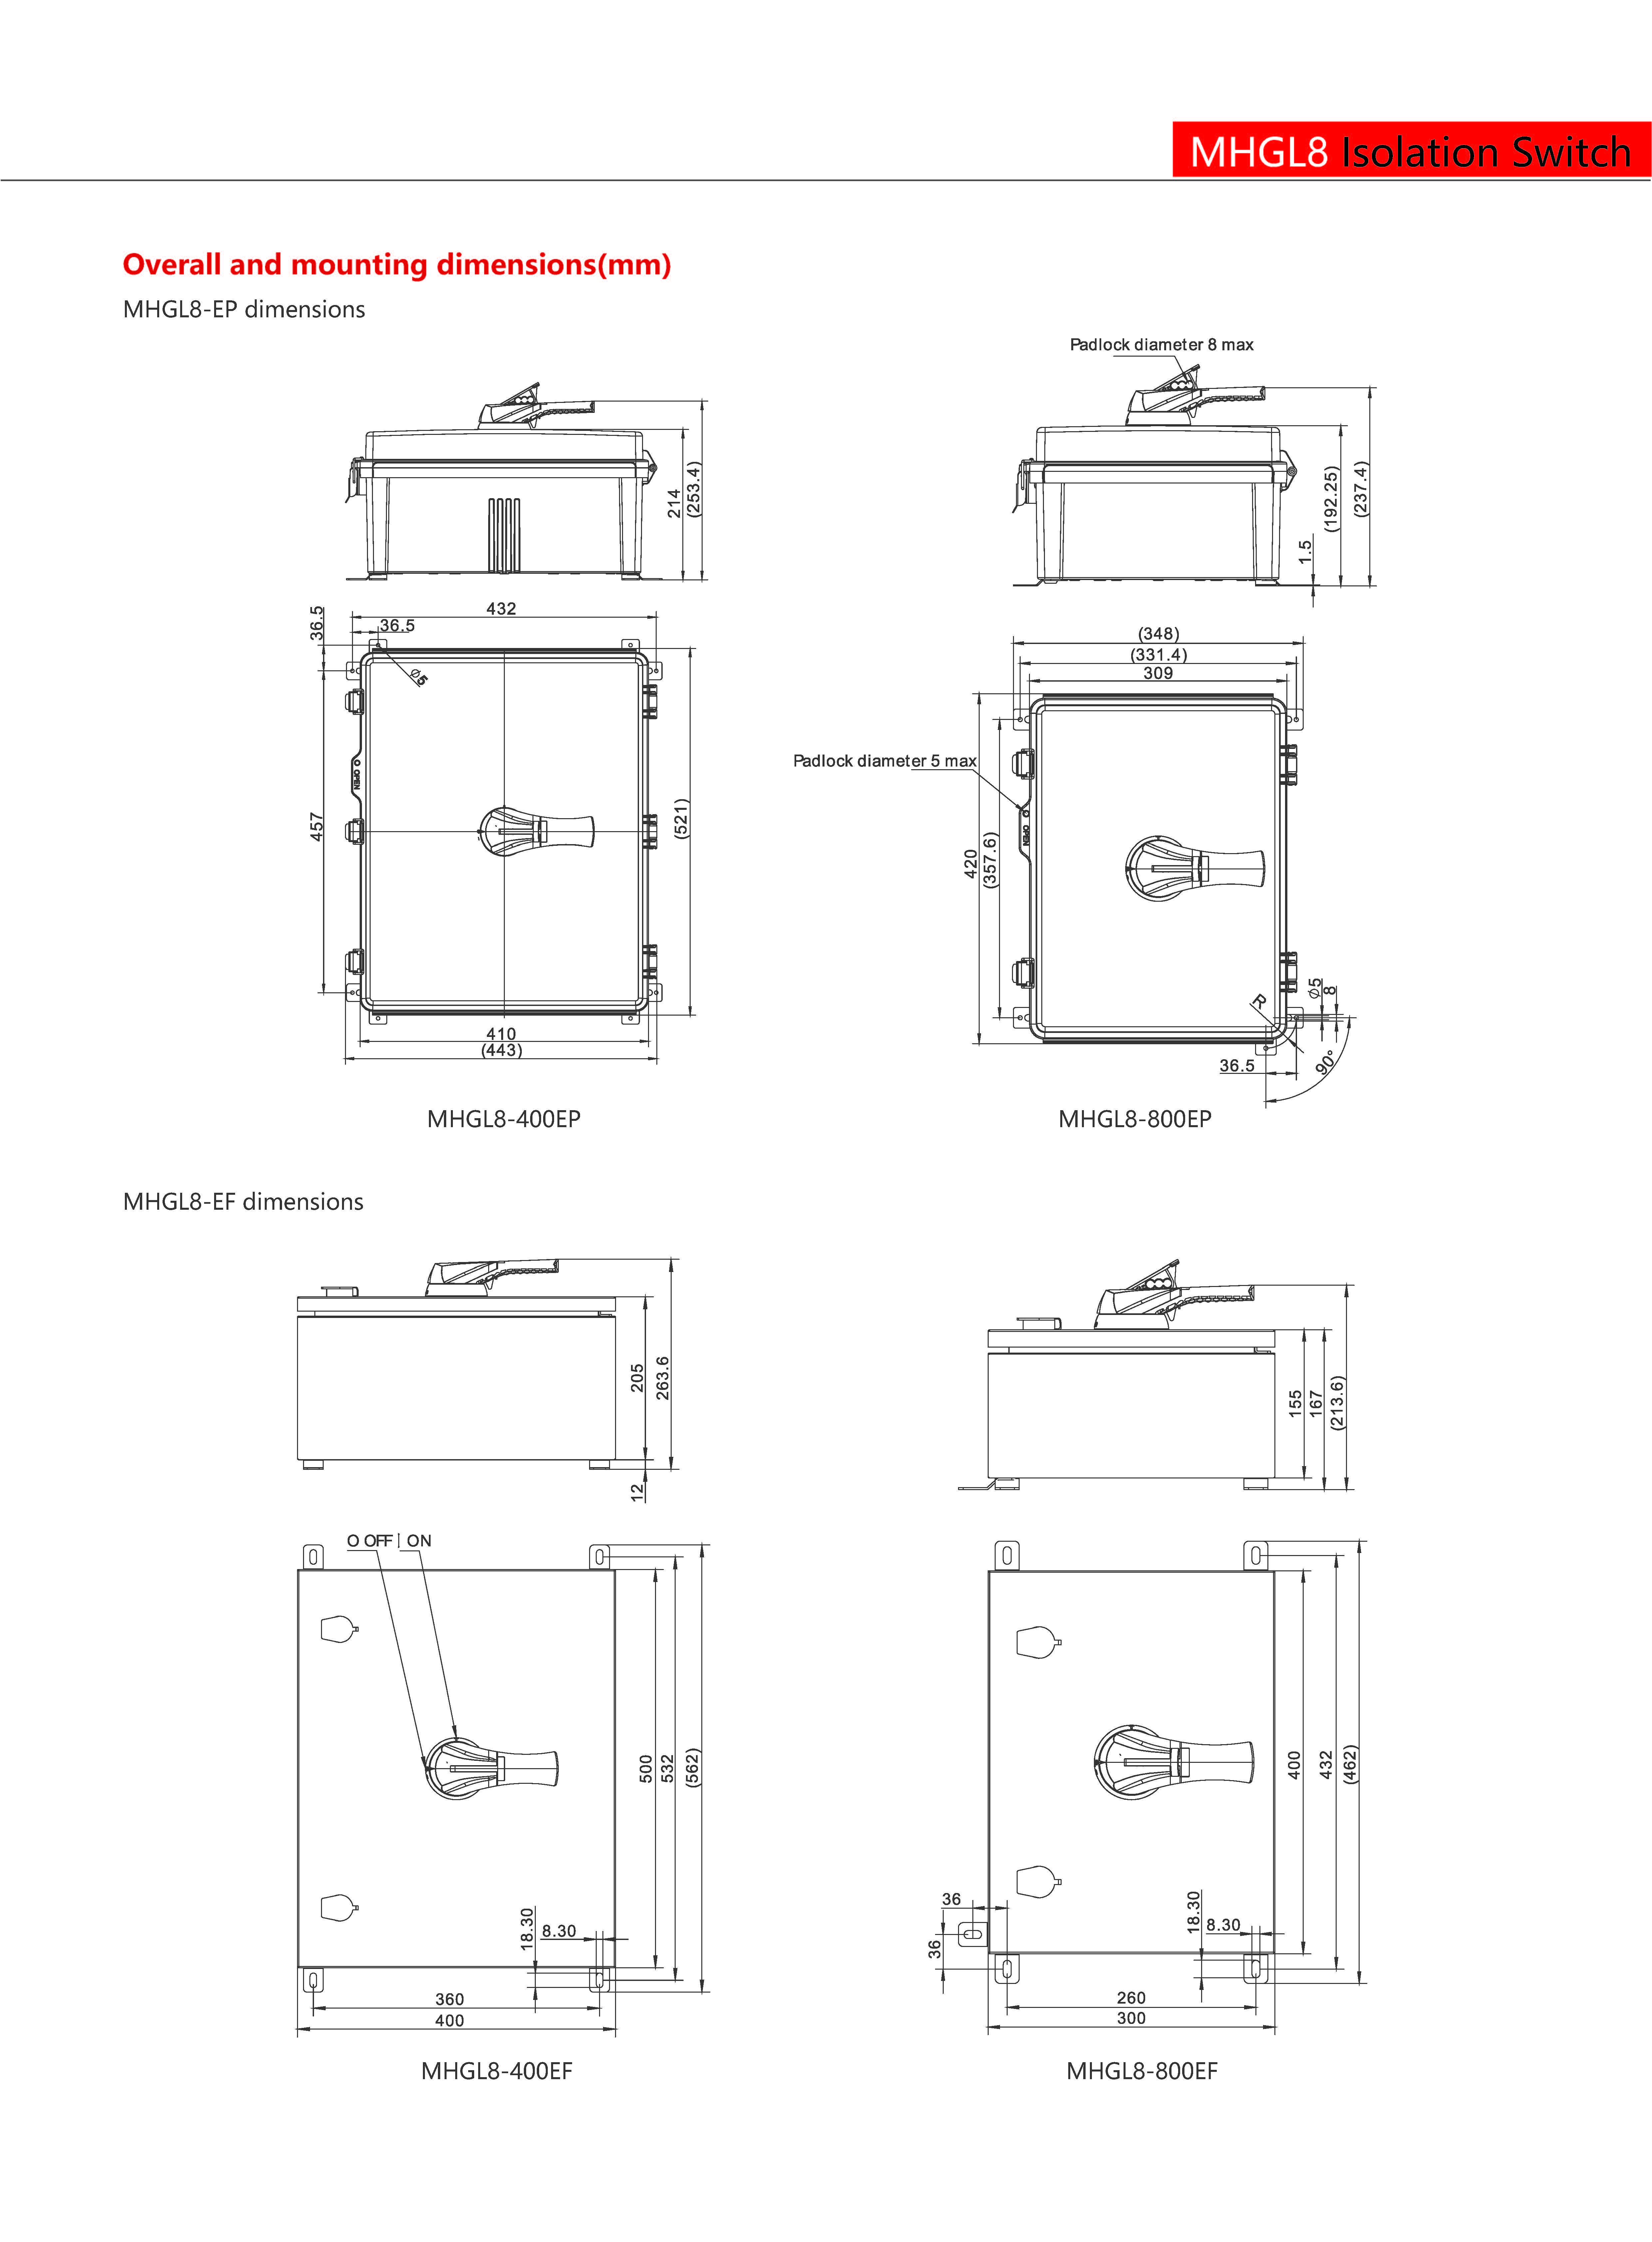 MHGL8 Isolation Switch
Overall and mounting dimensions(mm)
MHGL8-EP dimensions
Padlock diameter 8 max
214
(253.4)
1.5
(192.25)
(237.4)
432
36.5
36.5
Ø5
OPEN
457
(521)
410
(443)
MHGL8-400EP
(348)
(331.4)
309
Padlock diameter 5 max
OPEN
420
(357.6)
R
Ø5
8
36.5
90°
MHGL8-800EP
MHGL8-EF dimensions
205
263.6
12
155
167
(213.6)
O OFF I ON
500
532
(562)
18.30
8.30
360
400
MHGL8-400EF
400
432
(462)
36
36
18.30
8.30
260
300
MHGL8-800EF